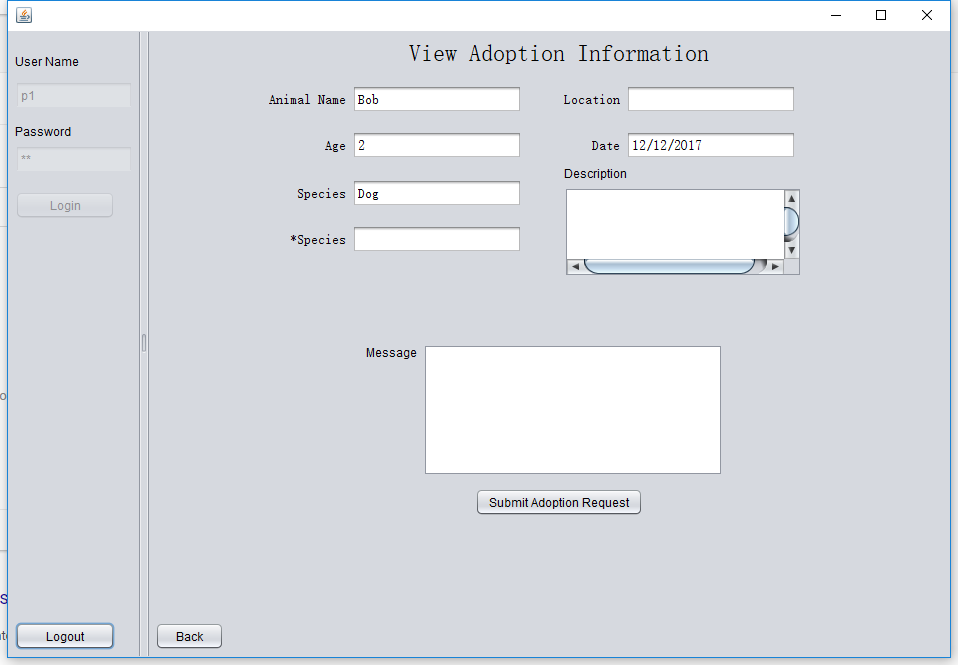 User Name
p1
Password
**
Login
Logout
View Adoption Information
Animal Name Bob
Age 2
Species Dog
*Species
Location
Date 12/12/2017
Description
Message
Submit Adoption Request
Back